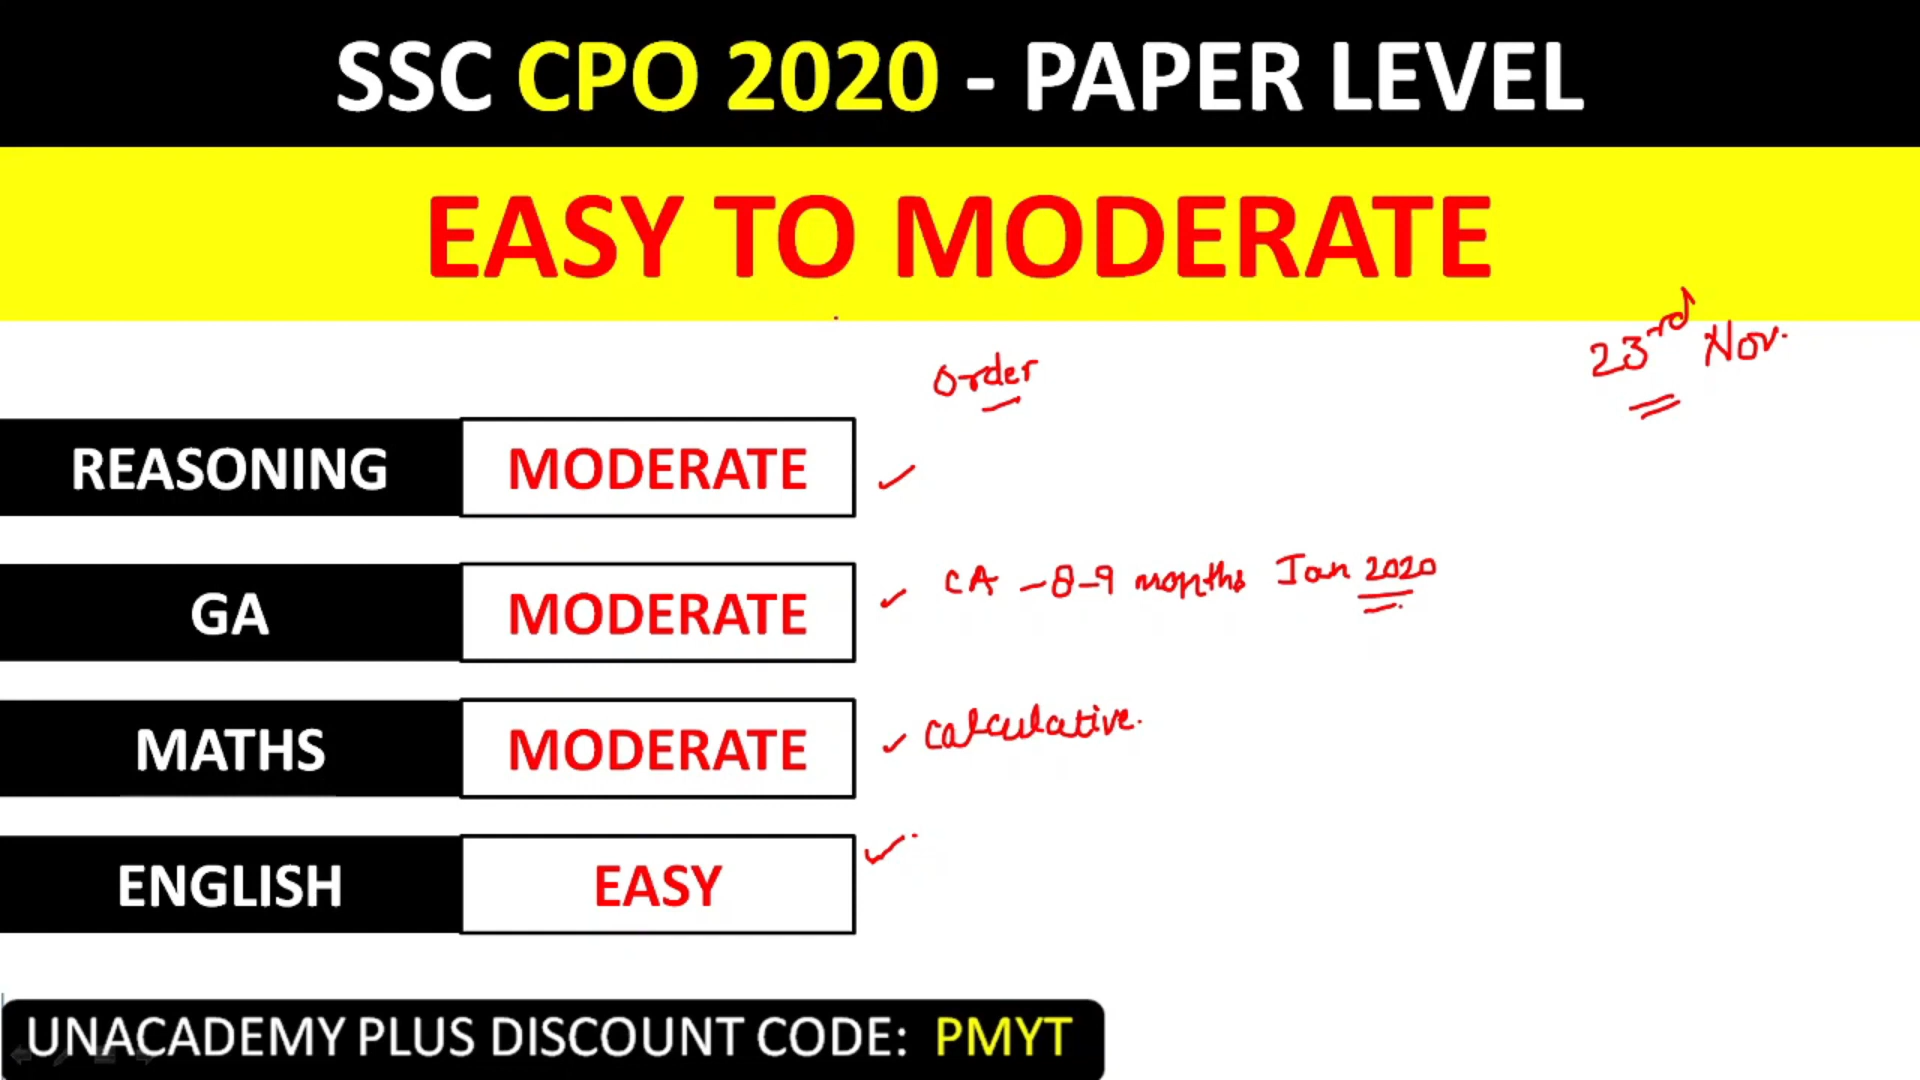 SSC CPO 2020 - PAPER LEVEL
EASY TO MODERATE
23rd Nov.
Order
REASONING MODERATE
GA MODERATE CA - 8-9 months Jan 2020
MATHS MODERATE calculative.
ENGLISH EASY
UNACADEMY PLUS DISCOUNT CODE: PMYT